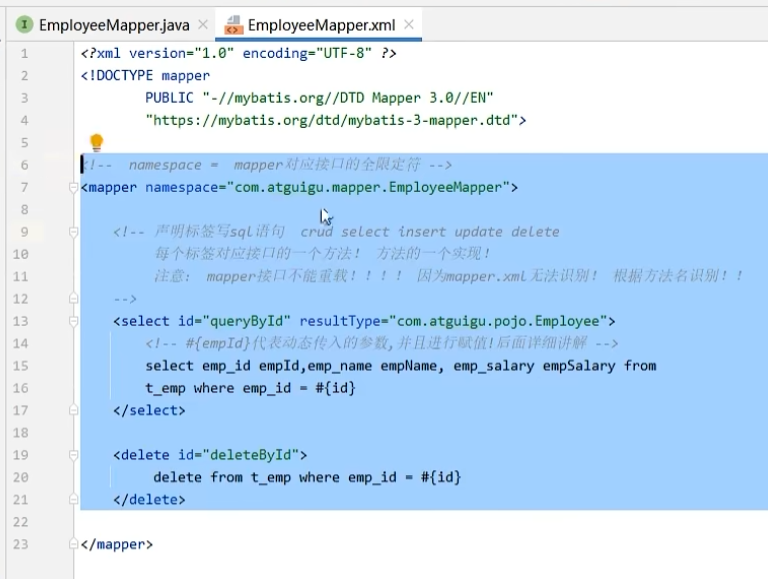 I EmployeeMapper.java × EmployeeMapper.xml ×
1 <?xml version="1.0" encoding="UTF-8" ?>
2 <!DOCTYPE mapper
3 PUBLIC "-//mybatis.org//DTD Mapper 3.0//EN"
4 "https://mybatis.org/dtd/mybatis-3-mapper.dtd">
5
6 <!-- namespace = mapper对应接口的全限定符 -->
7 <mapper namespace="com.atguigu.mapper.EmployeeMapper">
8
9 <!-- 声明标签写sql语句 crud select insert update delete
10 每个标签对应接口的一个方法! 方法的一个实现!
11 注意: mapper接口不能重载!!!! 因为mapper.xml无法识别! 根据方法名识别!!
12 -->
13 <select id="queryById" resultType="com.atguigu.pojo.Employee">
14 <!-- #{empId}代表动态传入的参数,并且进行赋值!后面详细讲解 -->
15 select emp_id empId,emp_name empName, emp_salary empSalary from
16 t_emp where emp_id = #{id}
17 </select>
18
19 <delete id="deleteById">
20 delete from t_emp where emp_id = #{id}
21 </delete>
22
23 </mapper>